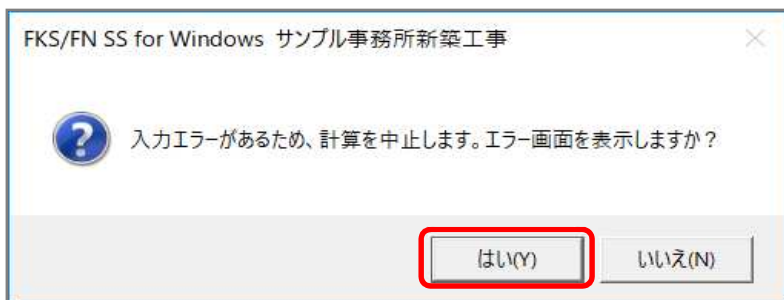 FKS/FN SS for Windows サンプル事務所新築工事
入力エラーがあるため、計算を中止します。エラー画面を表示しますか？
はい(Y)
いいえ(N)